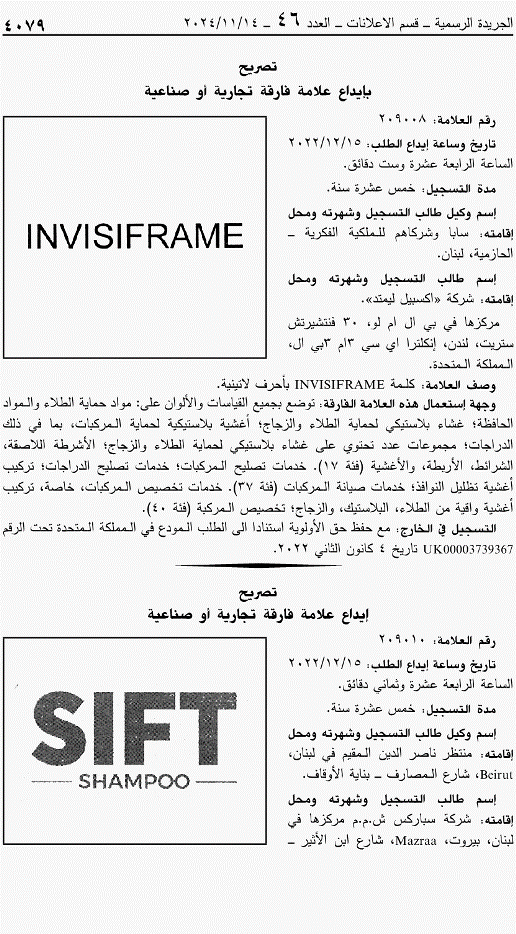 الجريدة الرسمية ــ قسم الاعلانات ــ العدد ٤٦ ــ ٢٠٢٤/١١/١٤
٤٠٧٩
تصريح
بإيداع علامة فارقة تجارية أو صناعية
رقم العلامة: ٢٠٩٠٠٨
تاريخ وساعة إيداع الطلب: ٢٠٢٢/١٢/١٥
الساعة الرابعة عشرة وست دقائق.
مدة التسجيل: خمس عشرة سنة.
إسم وكيل طالب التسجيل وشهرته ومحل
إقامته: سابا وشركاهم للملكية الفكرية ــ
الحازمية، لبنان.
إسم طالب التسجيل وشهرته ومحل
إقامته: شركة «اكسبيل ليمتد».
مركزها في بي ال ام لو، ٣٠ فنتشيرتش
ستريت، لندن، إنكلترا اي سي ٣ام ٣بي ال،
المملكة المتحدة.
INVISIFRAME
وصف العلامة: كلمة INVISIFRAME بأحرف لاتينية.
وجهة إستعمال هذه العلامة الفارقة: توضع بجميع القياسات والألوان على: مواد حماية الطلاء والمواد
الحافظة؛ غشاء بلاستيكي لحماية الطلاء والزجاج؛ أغشية بلاستيكية لحماية المركبات، بما في ذلك
الدراجات؛ مجموعات عدد تحتوي على غشاء بلاستيكي لحماية الطلاء والزجاج؛ الأشرطة اللاصقة،
الشرائط، الأربطة، والأغشية (فئة ١٧). خدمات تصليح المركبات؛ خدمات تصليح الدراجات؛ تركيب
أغشية تظليل النوافذ؛ خدمات صيانة المركبات (فئة ٣٧). خدمات تخصيص المركبات، خاصة، تركيب
أغشية واقية من الطلاء، البلاستيك، والزجاج؛ تخصيص المركبة (فئة ٤٠).
التسجيل في الخارج: مع حفظ حق الأولوية استنادا الى الطلب المودع في المملكة المتحدة تحت الرقم
UK00003739367 تاريخ ٤ كانون الثاني ٢٠٢٢.
تصريح
إيداع علامة فارقة تجارية أو صناعية
رقم العلامة: ٢٠٩٠١٠
تاريخ وساعة إيداع الطلب: ٢٠٢٢/١٢/١٥
الساعة الرابعة عشرة وثماني دقائق.
مدة التسجيل: خمس عشرة سنة.
إسم وكيل طالب التسجيل وشهرته ومحل
إقامته: منتظر ناصر الدين المقيم في لبنان،
Beirut، شارع المصارف ــ بناية الأوقاف.
إسم طالب التسجيل وشهرته ومحل
إقامته: شركة سباركس ش.م.م مركزها في
لبنان، بيروت، Mazraa، شارع ابن الأثير ــ
SIFT
SHAMPOO